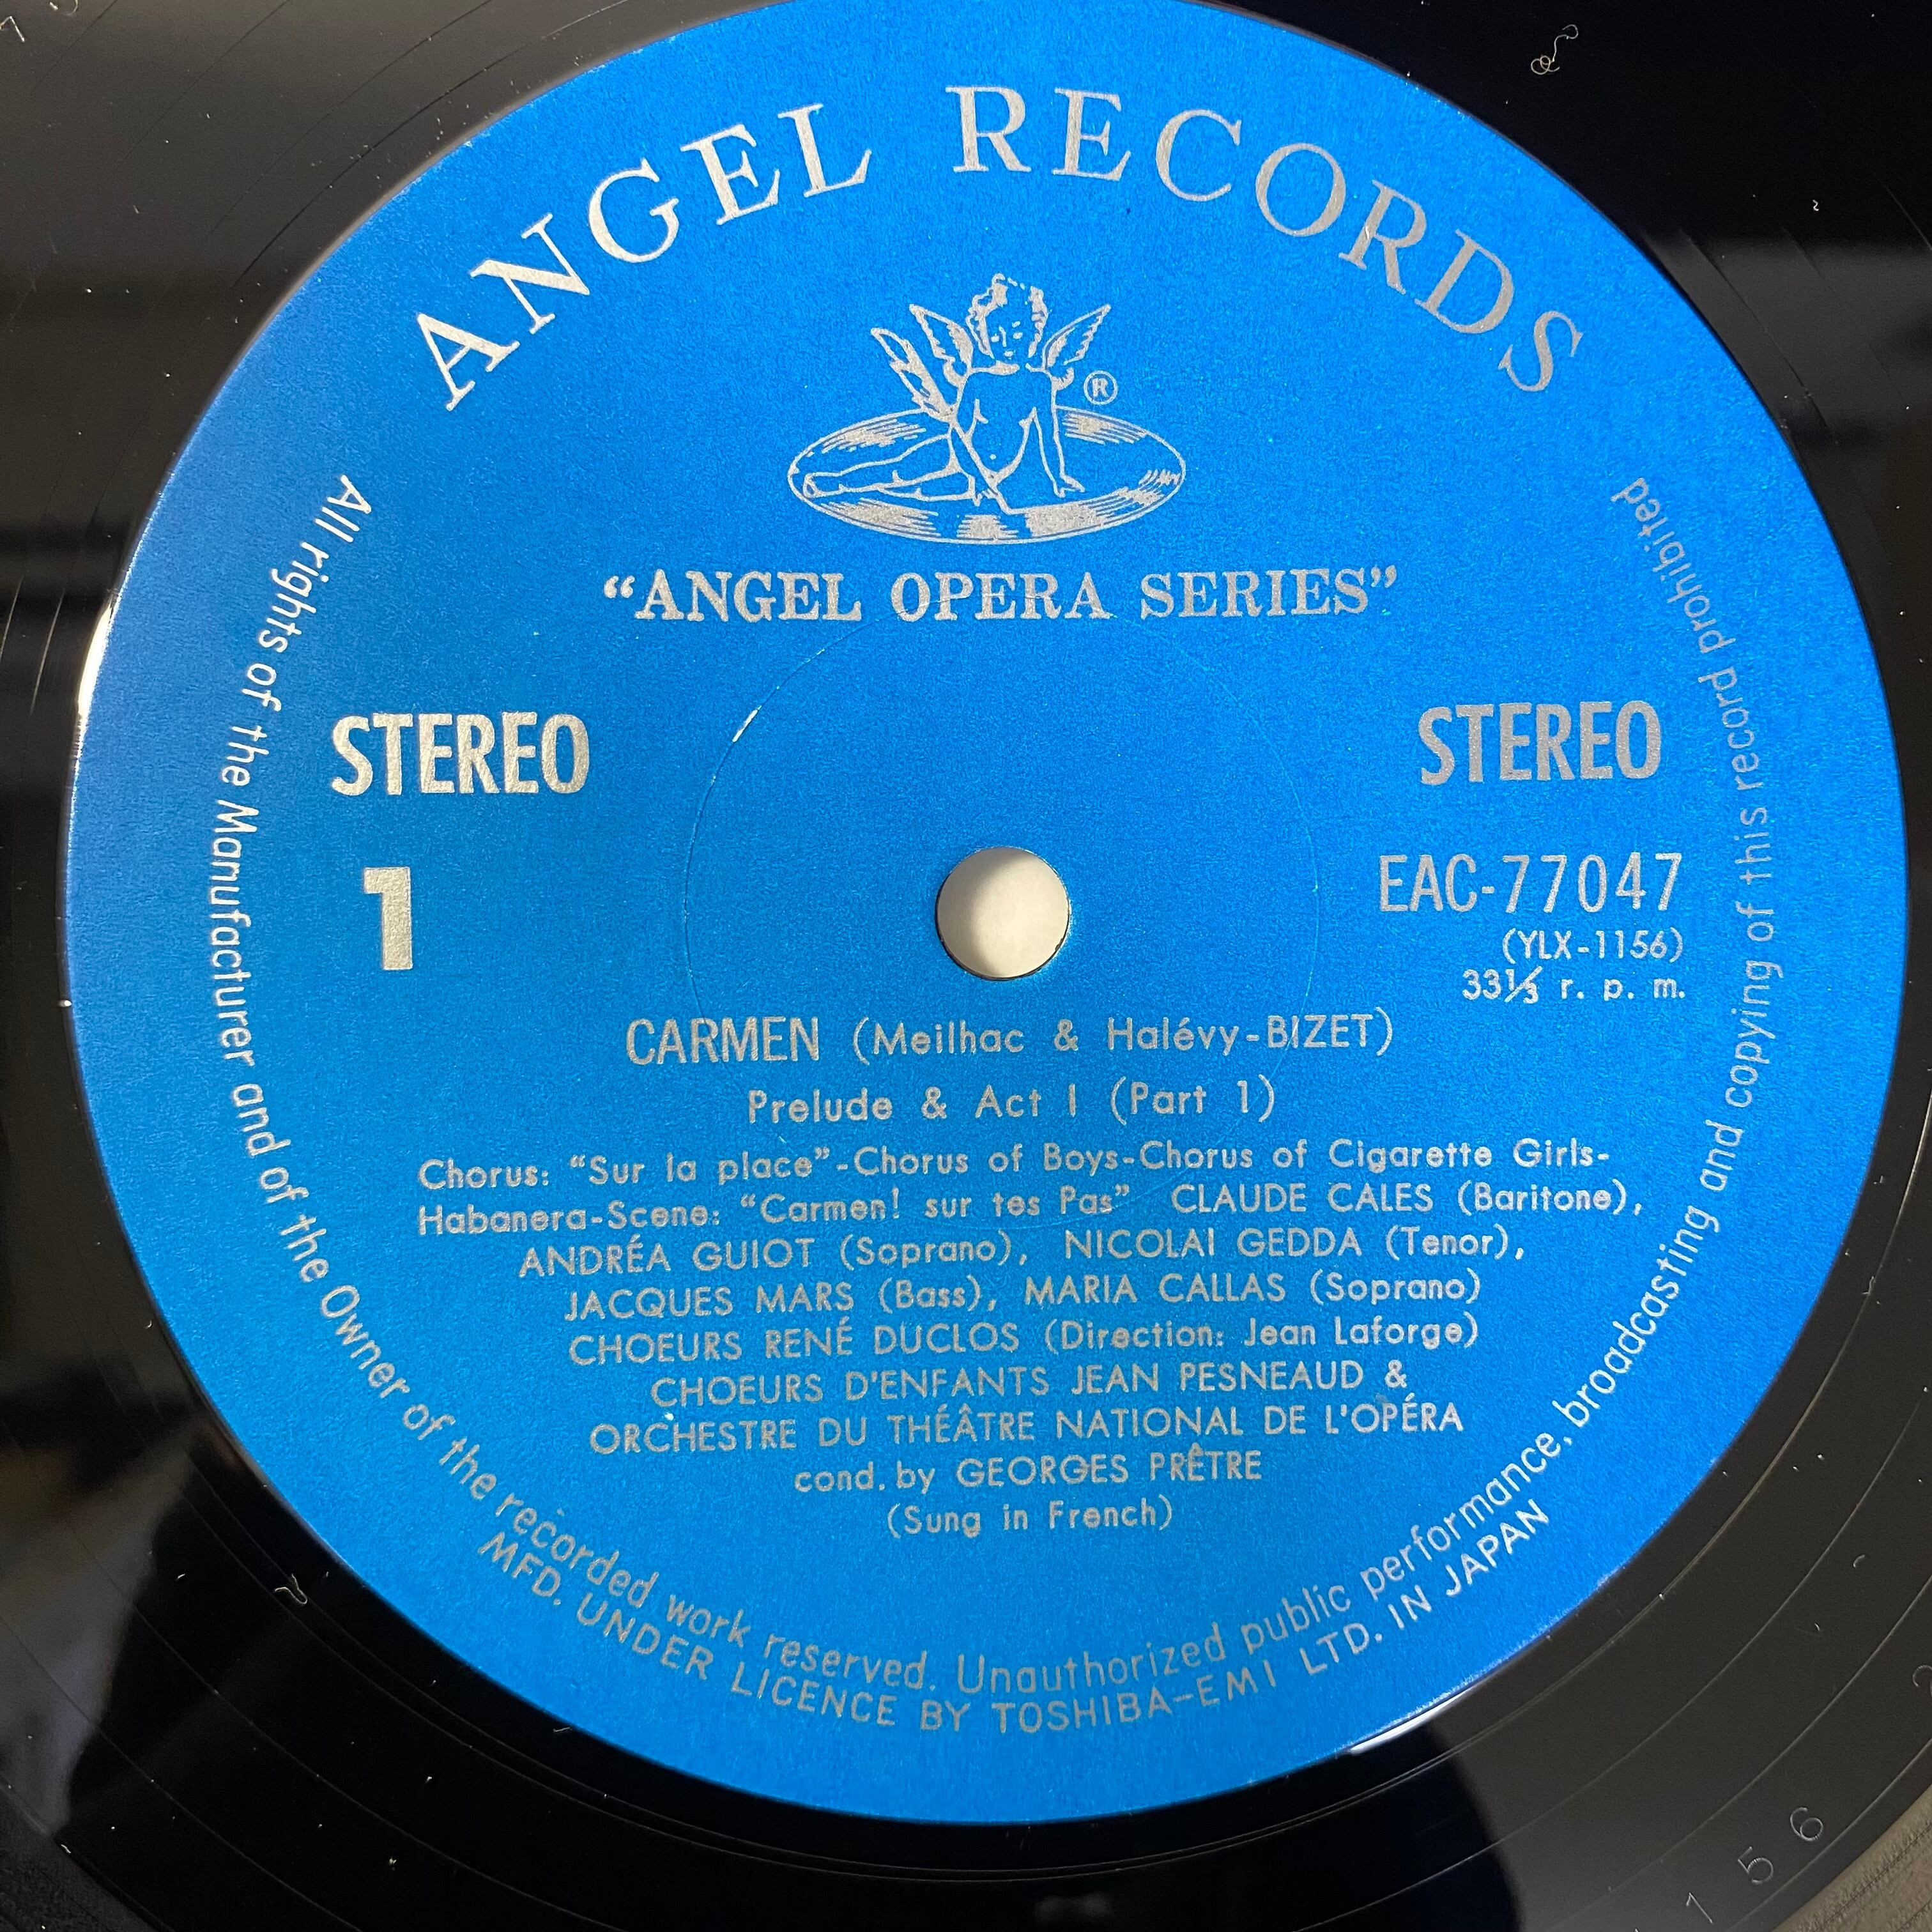 ANGEL RECORDS
®
“ANGEL OPERA SERIES”
STEREO
STEREO
1
EAC-77047
(YLX-1156)
33⅓ r. p. m.
CARMEN (Meilhac & Halévy-BIZET)
Prelude & Act I (Part 1)
Chorus: “Sur la place”-Chorus of Boys-Chorus of Cigarette Girls-
Habanera-Scene: “Carmen! sur tes Pas” CLAUDE CALES (Baritone),
ANDRÉA GUIOT (Soprano), NICOLAI GEDDA (Tenor),
JACQUES MARS (Bass), MARIA CALLAS (Soprano)
CHOEURS RENÉ DUCLOS (Direction: Jean Laforge)
CHOEURS D'ENFANTS JEAN PESNEAUD &
ORCHESTRE DU THÉÂTRE NATIONAL DE L'OPÉRA
cond. by GEORGES PRÊTRE
(Sung in French)
All rights of the Manufacturer and of the Owner of the recorded work reserved. Unauthorized public performance, broadcasting and copying of this record prohibited
MFD. UNDER LICENCE BY TOSHIBA-EMI LTD. IN JAPAN
1 5 6